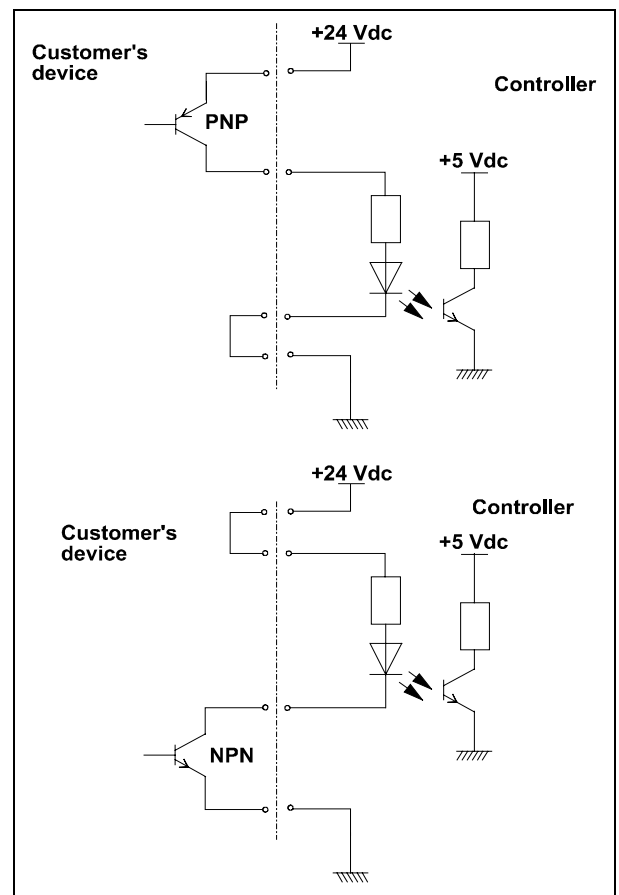 +24 Vdc
Customer's
device
Controller
PNP
+5 Vdc
+24 Vdc
Controller
Customer's
device
+5 Vdc
NPN